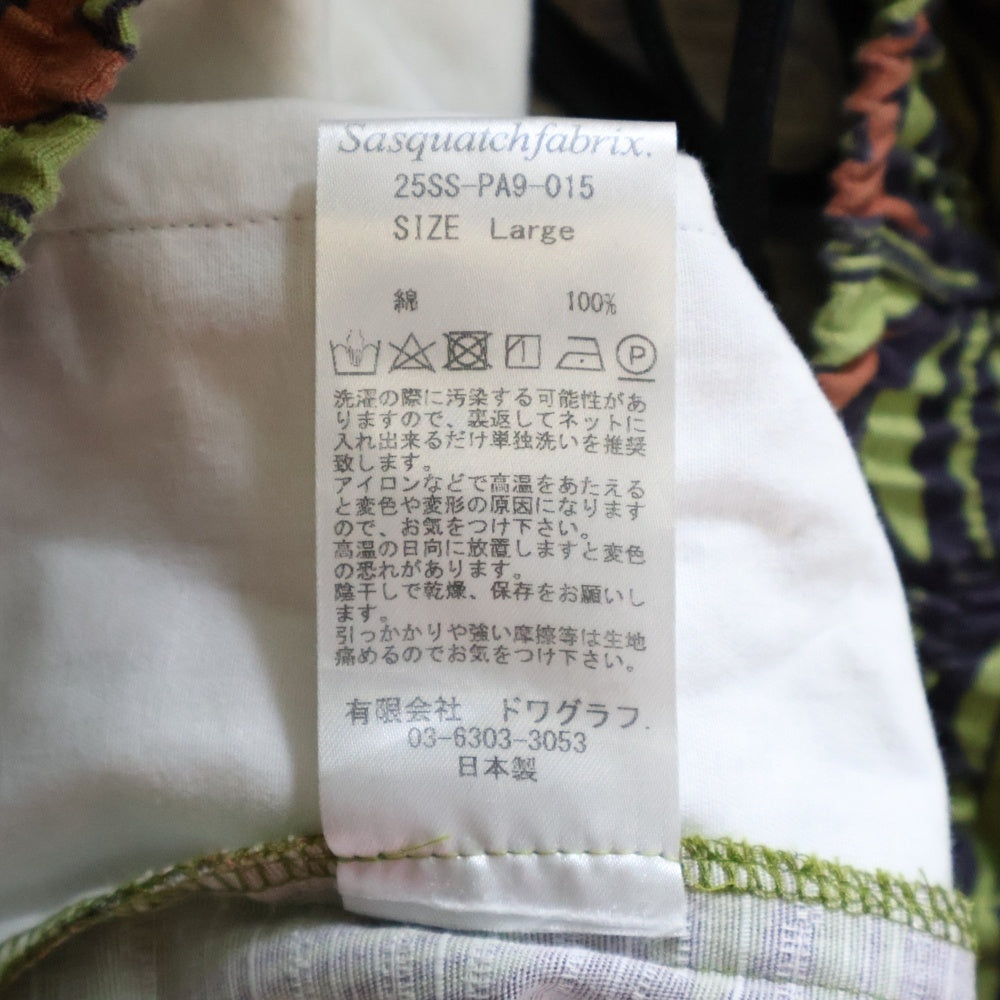 Sasquatchfabrix.
25SS-PA9-015
SIZE Large
綿 100%
P
洗濯の際に汚染する可能性があ
りますので、裏返してネットに
入れ出来るだけ単独洗いを推奨
致します。
アイロンなどで高温をあたえる
と変色や変形の原因になります
ので、お気をつけ下さい。
高温の日向に放置しますと変色
の恐れがあります。
陰干しで乾燥、保存をお願いし
ます。
引っかかりや強い摩擦等は生地
痛めるのでお気をつけ下さい。
有限会社 ドワグラフ.
03-6303-3053
日本製